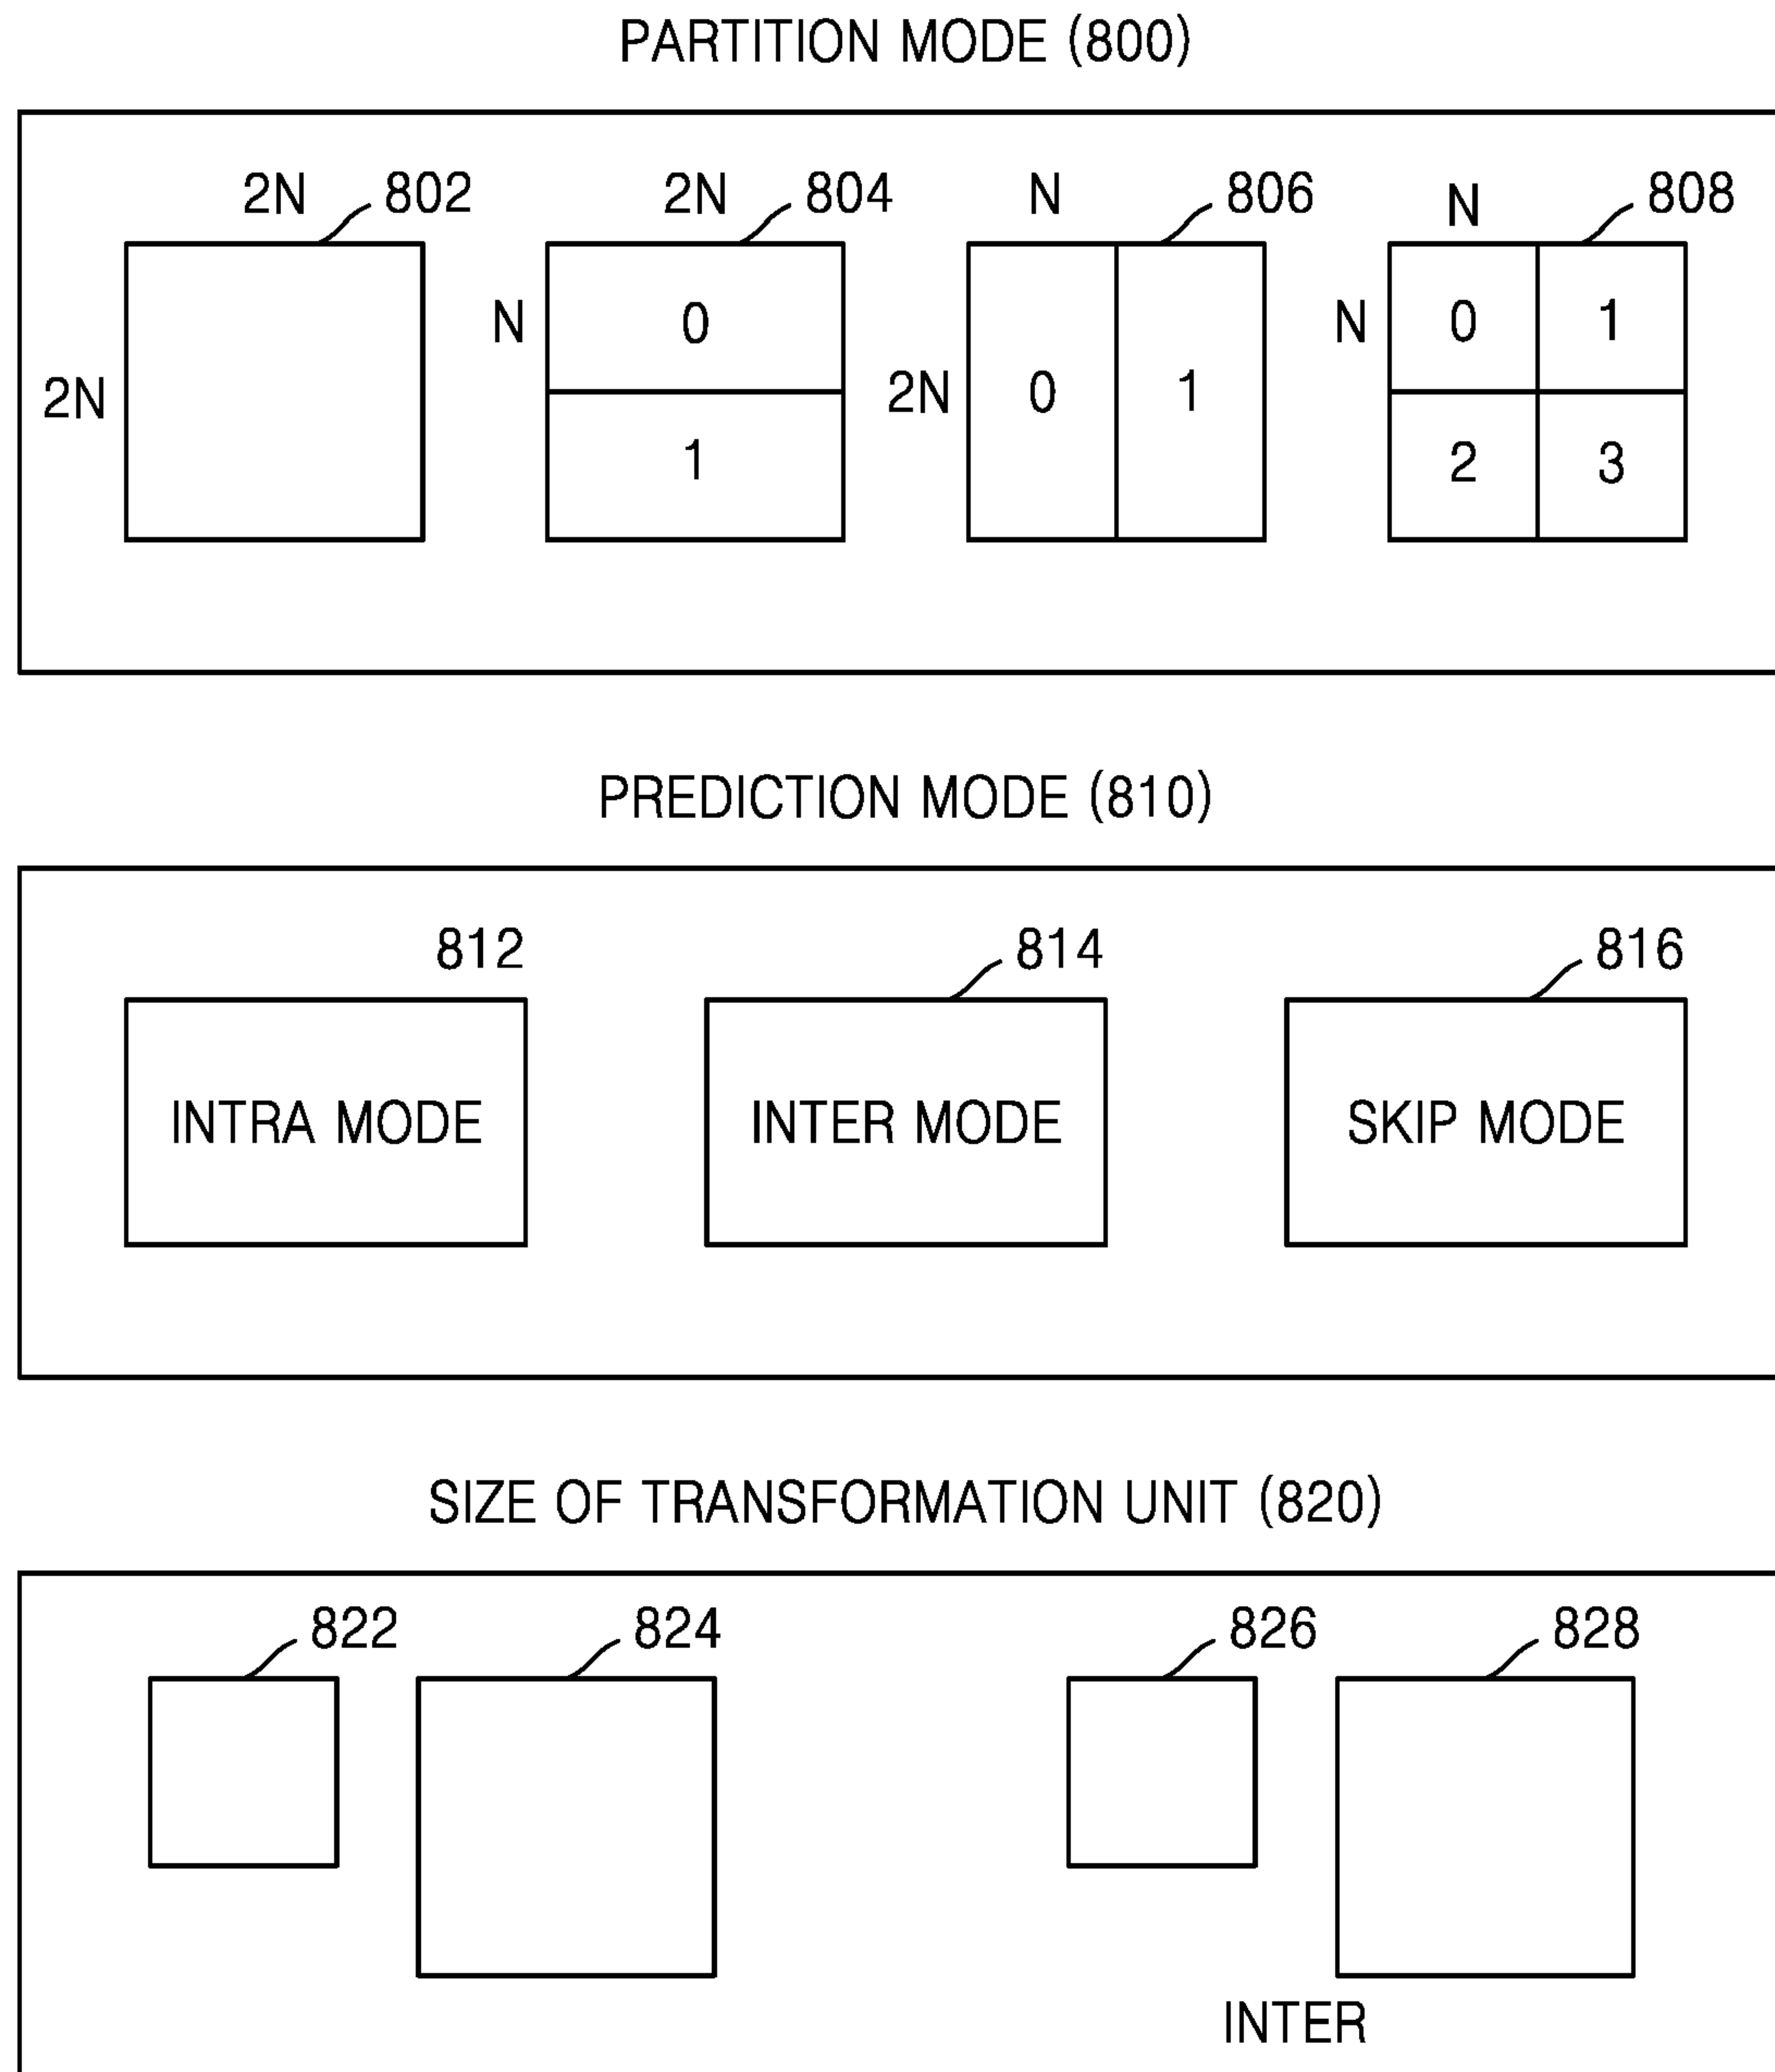 PARTITION MODE (800)
2N 802 2N 804 N 806 N 808
N 0 N 0 1
2N 2N 0 1
1 2 3
PREDICTION MODE (810)
812 814 816
INTRA MODE INTER MODE SKIP MODE
SIZE OF TRANSFORMATION UNIT (820)
822 824 826 828
INTER